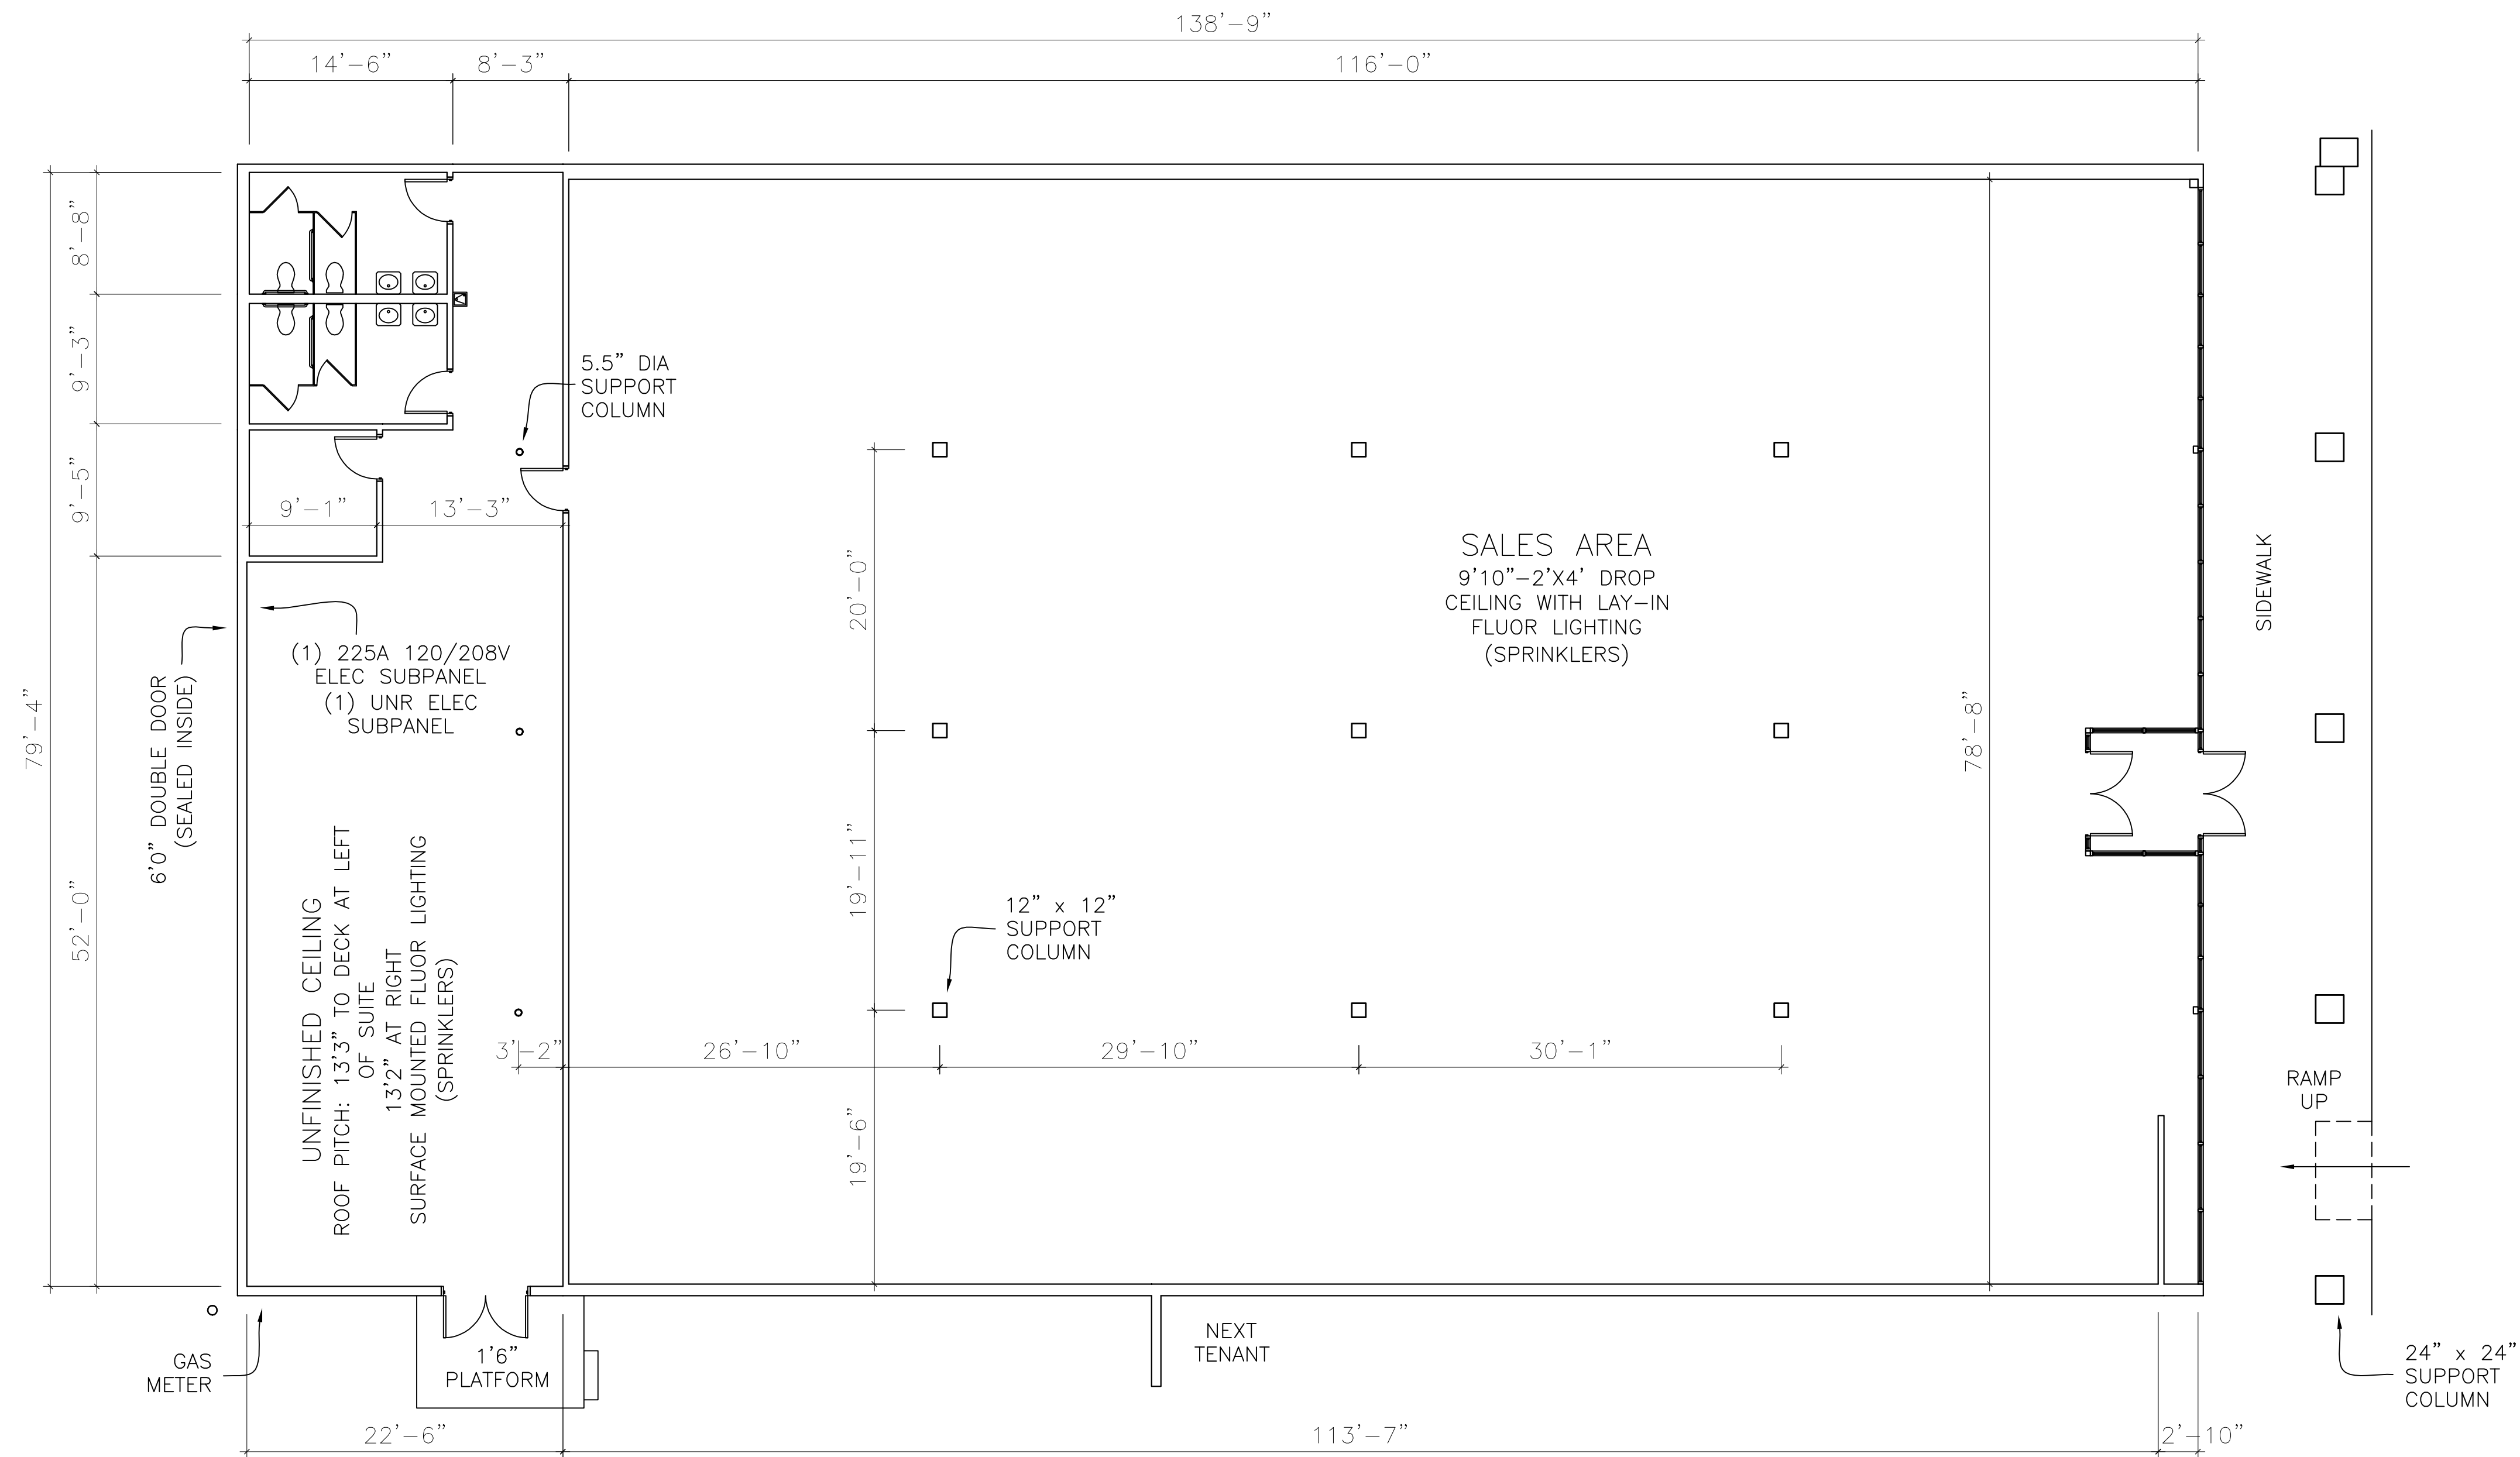 138'-9"
14'-6"
8'-3"
116'-0"
8'-8"
9'-3"
9'-5"
79'-4"
52'-0"
5.5" DIA
SUPPORT
COLUMN
9'-1"
13'-3"
20'-0"
SALES AREA
9'10"-2'X4' DROP
CEILING WITH LAY-IN
FLUOR LIGHTING
(SPRINKLERS)
SIDEWALK
(1) 225A 120/208V
ELEC SUBPANEL
(1) UNR ELEC
SUBPANEL
6'0" DOUBLE DOOR
(SEALED INSIDE)
78'-8"
19'-11"
12" x 12"
SUPPORT
COLUMN
UNFINISHED CEILING
ROOF PITCH: 13'3" TO DECK AT LEFT
OF SUITE
13'2" AT RIGHT
SURFACE MOUNTED FLUOR LIGHTING
(SPRINKLERS)
3'-2"
26'-10"
29'-10"
30'-1"
19'-6"
RAMP
UP
GAS
METER
1'6"
PLATFORM
NEXT
TENANT
24" x 24"
SUPPORT
COLUMN
22'-6"
113'-7"
2'-10"